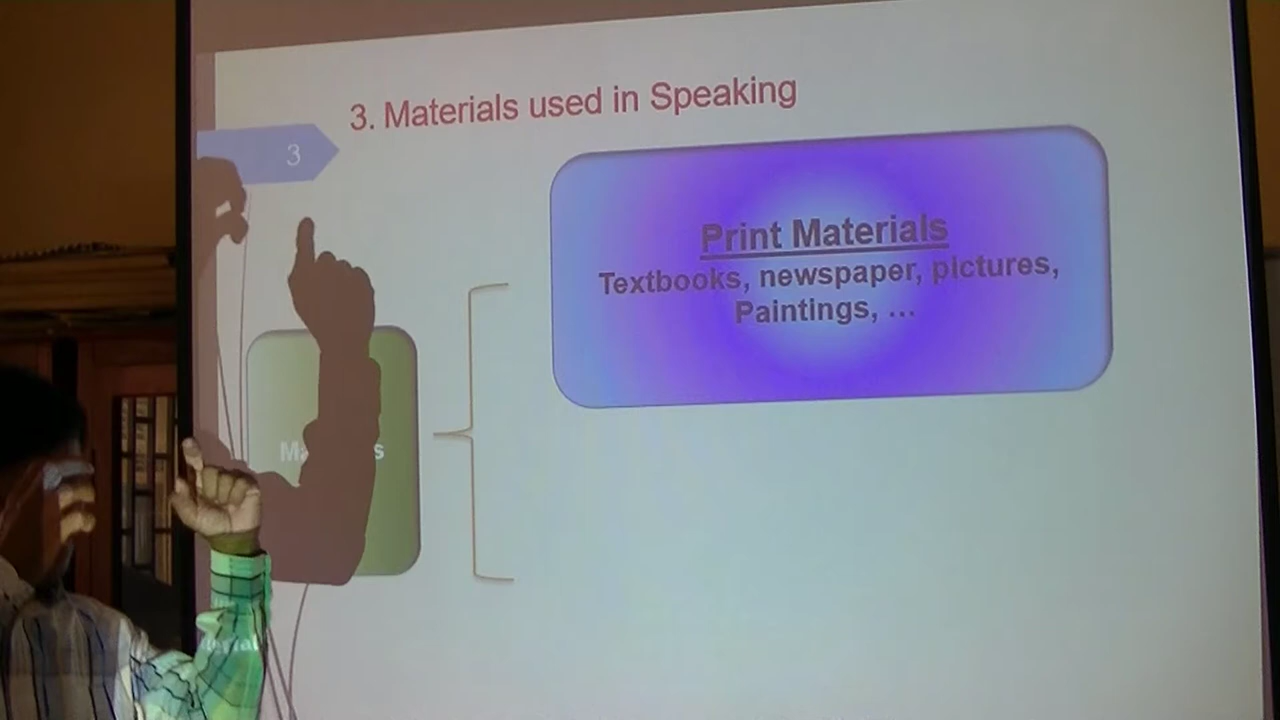 3. Materials used in Speaking
3
Print Materials
Textbooks, newspaper, pictures,
Paintings, ...